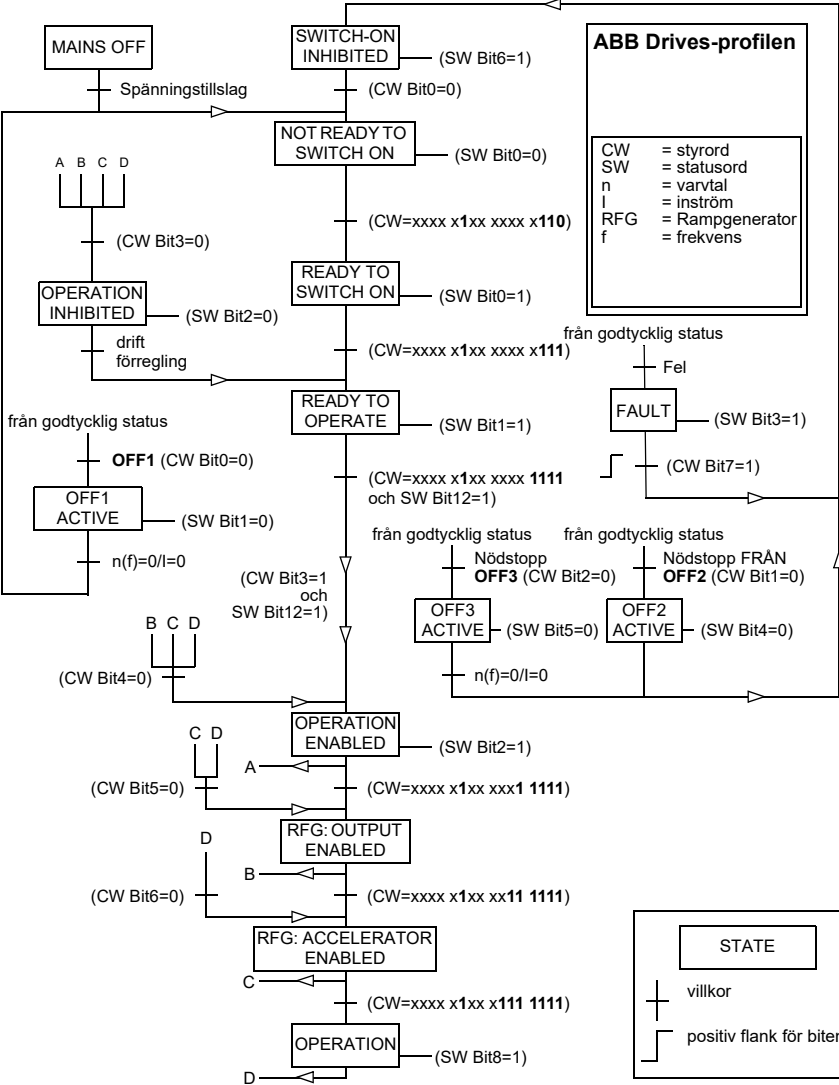 MAINS OFF
SWITCH-ON
INHIBITED
(SW Bit6=1)
ABB Drives-profilen
Spänningstillslag
(CW Bit0=0)
NOT READY TO
SWITCH ON
(SW Bit0=0)
CW = styrord
SW = statusord
n = varvtal
I = inström
RFG = Rampgenerator
f = frekvens
A B C D
(CW Bit3=0)
(CW=xxxx x1xx xxxx x110)
OPERATION
INHIBITED
(SW Bit2=0)
READY TO
SWITCH ON
(SW Bit0=1)
drift
förregling
(CW=xxxx x1xx xxxx x111)
från godtycklig status
Fel
FAULT
(SW Bit3=1)
(CW Bit7=1)
READY TO
OPERATE
(SW Bit1=1)
från godtycklig status
OFF1 (CW Bit0=0)
OFF1
ACTIVE
(SW Bit1=0)
n(f)=0/I=0
(CW=xxxx x1xx xxxx 1111
och SW Bit12=1)
från godtycklig status
Nödstopp
OFF3 (CW Bit2=0)
OFF3
ACTIVE
(SW Bit5=0)
n(f)=0/I=0
från godtycklig status
Nödstopp FRÅN
OFF2 (CW Bit1=0)
OFF2
ACTIVE
(SW Bit4=0)
(CW Bit3=1
och
SW Bit12=1)
B C D
(CW Bit4=0)
OPERATION
ENABLED
(SW Bit2=1)
C D
A
(CW Bit5=0)
(CW=xxxx x1xx xxx1 1111)
RFG: OUTPUT
ENABLED
D
B
(CW Bit6=0)
(CW=xxxx x1xx xx11 1111)
RFG: ACCELERATOR
ENABLED
C
(CW=xxxx x1xx x111 1111)
OPERATION
(SW Bit8=1)
D
STATE
villkor
positiv flank för biten